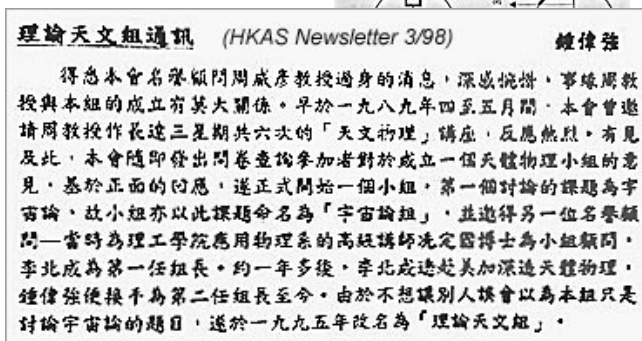 理論天文組通訊 (HKAS Newsletter 3/98) 鍾偉強
得悉本會名譽顧問周威彥教授過身的消息，深感惋惜，事緣周教
授與本組的成立有莫大關係。早於一九八九年四至五月間，本會曾邀
請周教授作長達三星期共六次的「天文物理」講座，反應熱烈。有見
及此，本會隨即發出問卷查詢參加者對於成立一個天體物理小組的意
見，基於正面的回應，遂正式開始一個小組，第一個討論的課題為宇
宙論，故小組亦以此課題命名為「宇宙論組」，並邀得另一位名譽顧
問—當時為理工學院應用物理系的高級講師冼定國博士為小組顧問，
李北成為第一任組長。約一年多後，李北成遠赴美加深造天體物理，
鍾偉強便接手為第二任組長至今。由於不想讓別人誤會以為本組只是
討論宇宙論的題目，遂於一九九五年改名為「理論天文組」。